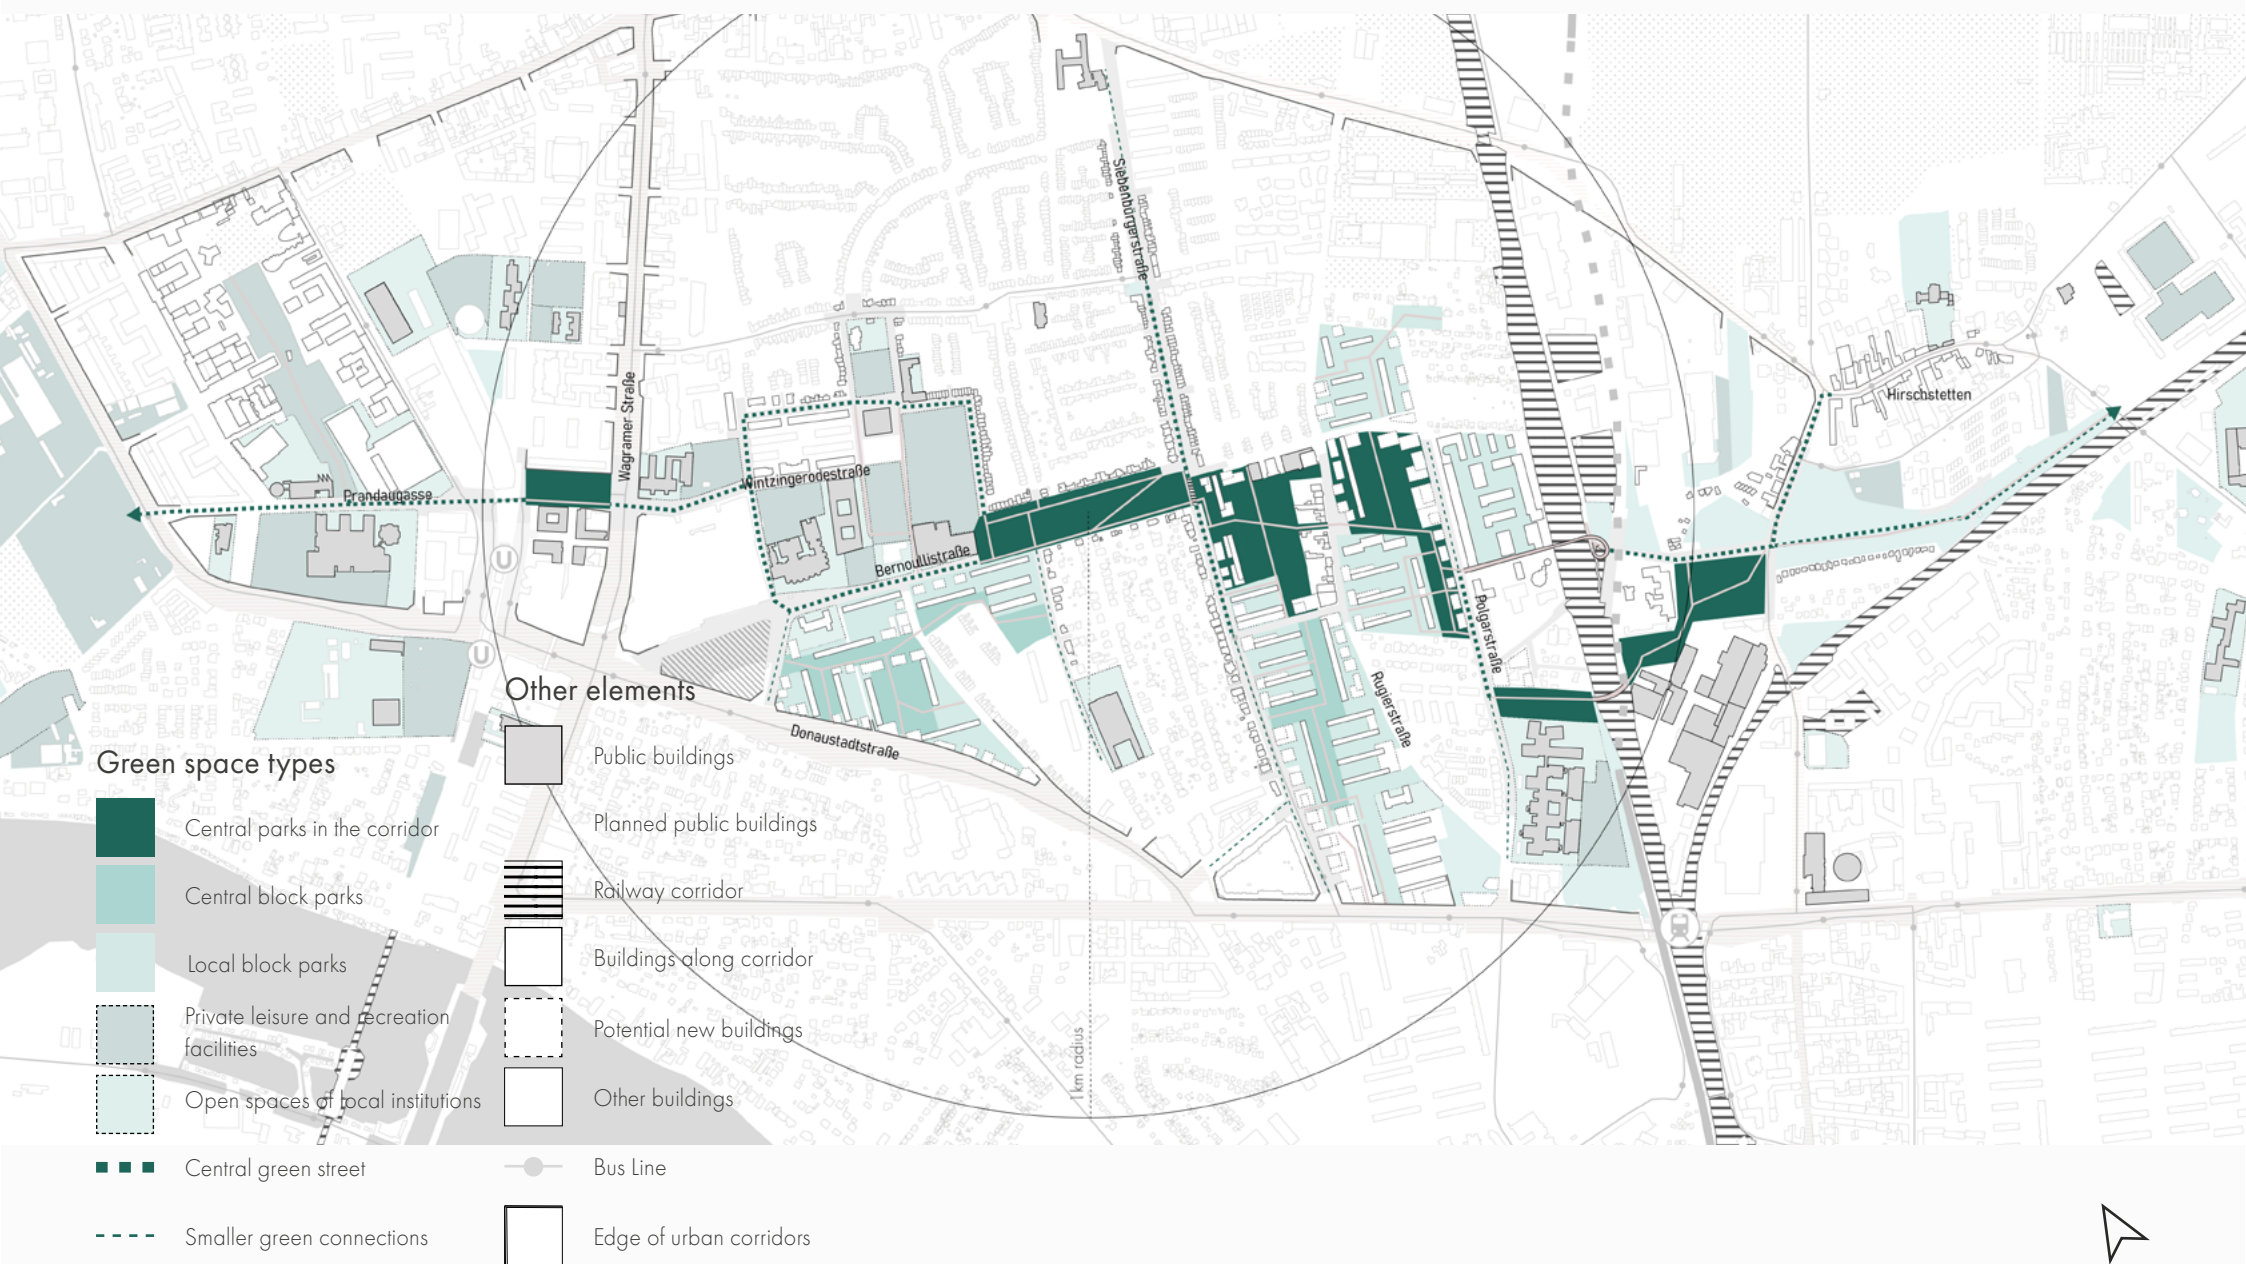 Siebenbürgerstraße
Wagramer Straße
Hirschstetten
Wintzingerodestraße
Prandaugasse
Bernoullistraße
Polgarstraße
Rugierstraße
Donaustadtstraße
U
U
1 km radius
Green space types
Central parks in the corridor
Central block parks
Local block parks
Private leisure and recreation
facilities
Open spaces of local institutions
Central green street
Smaller green connections
Other elements
Public buildings
Planned public buildings
Railway corridor
Buildings along corridor
Potential new buildings
Other buildings
Bus Line
Edge of urban corridors